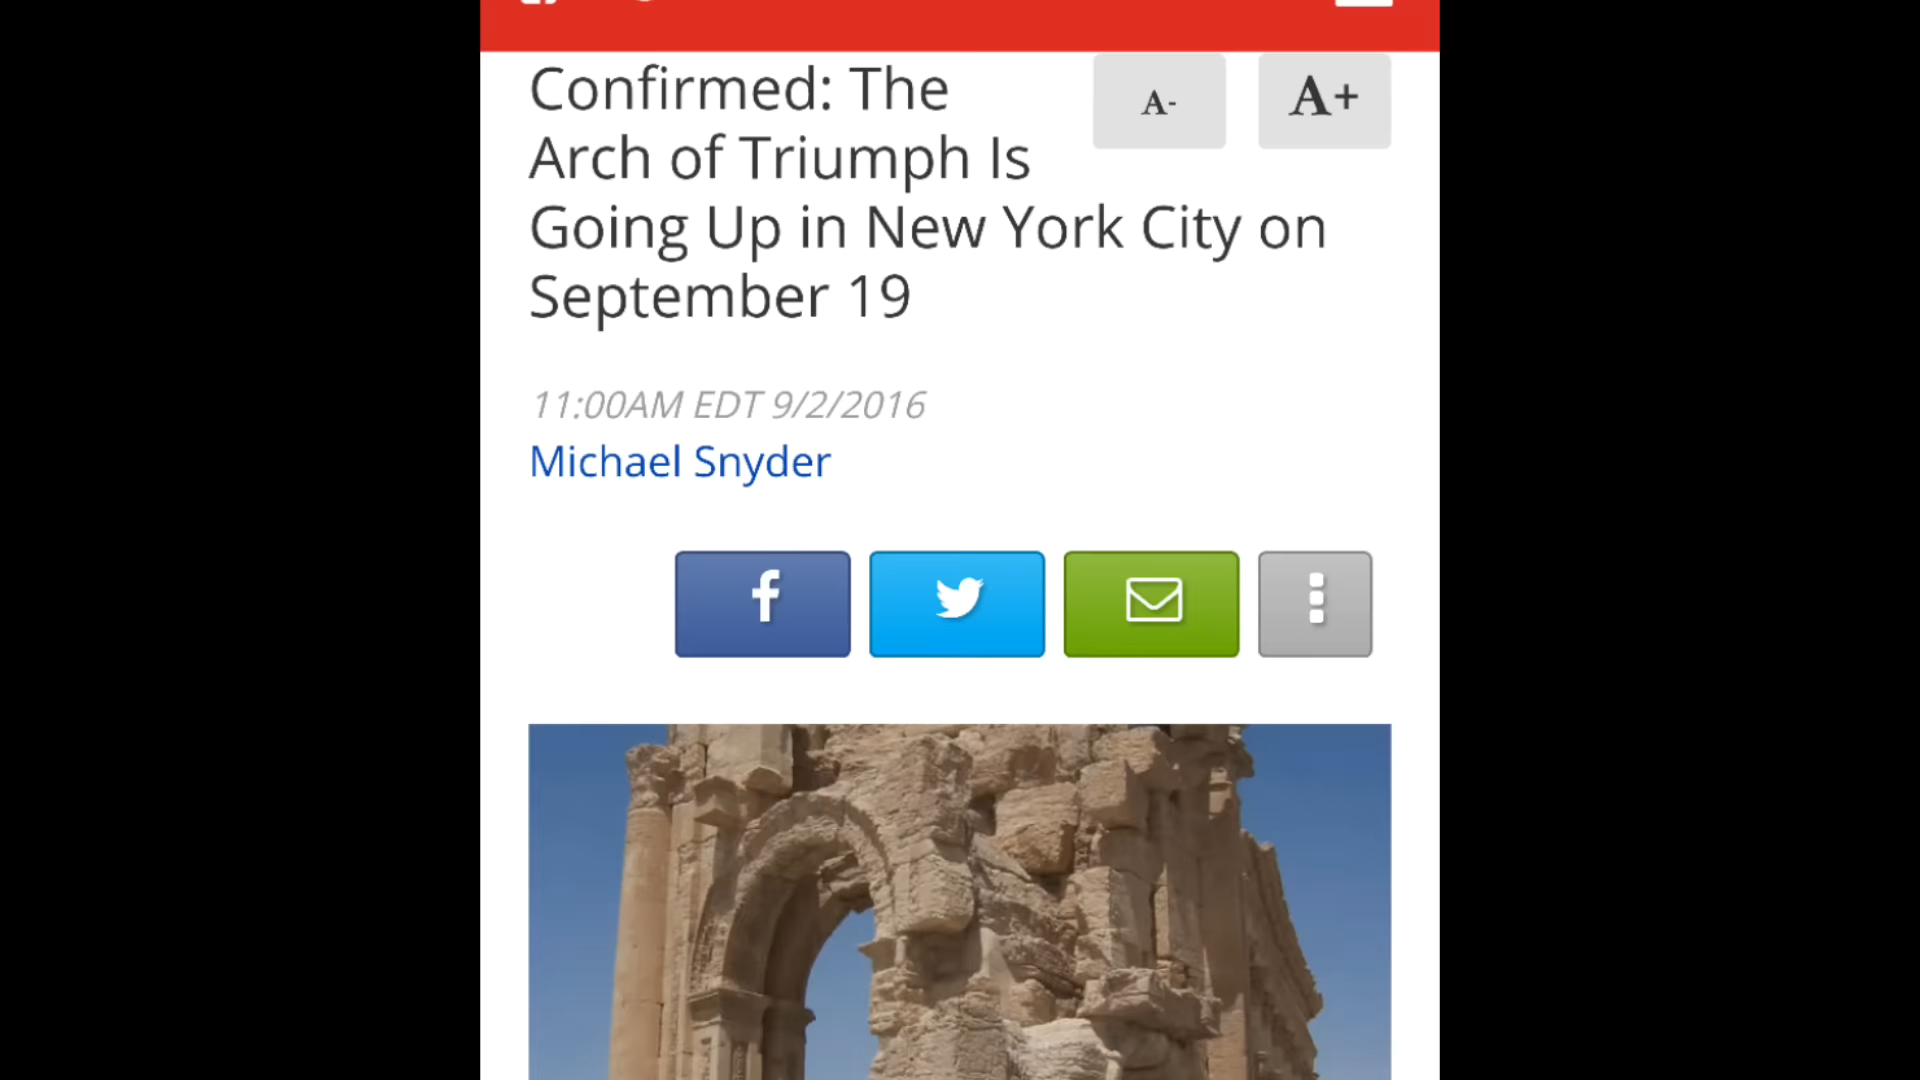 Confirmed: The
Arch of Triumph Is
Going Up in New York City on
September 19
A-
A+
11:00AM EDT 9/2/2016
Michael Snyder